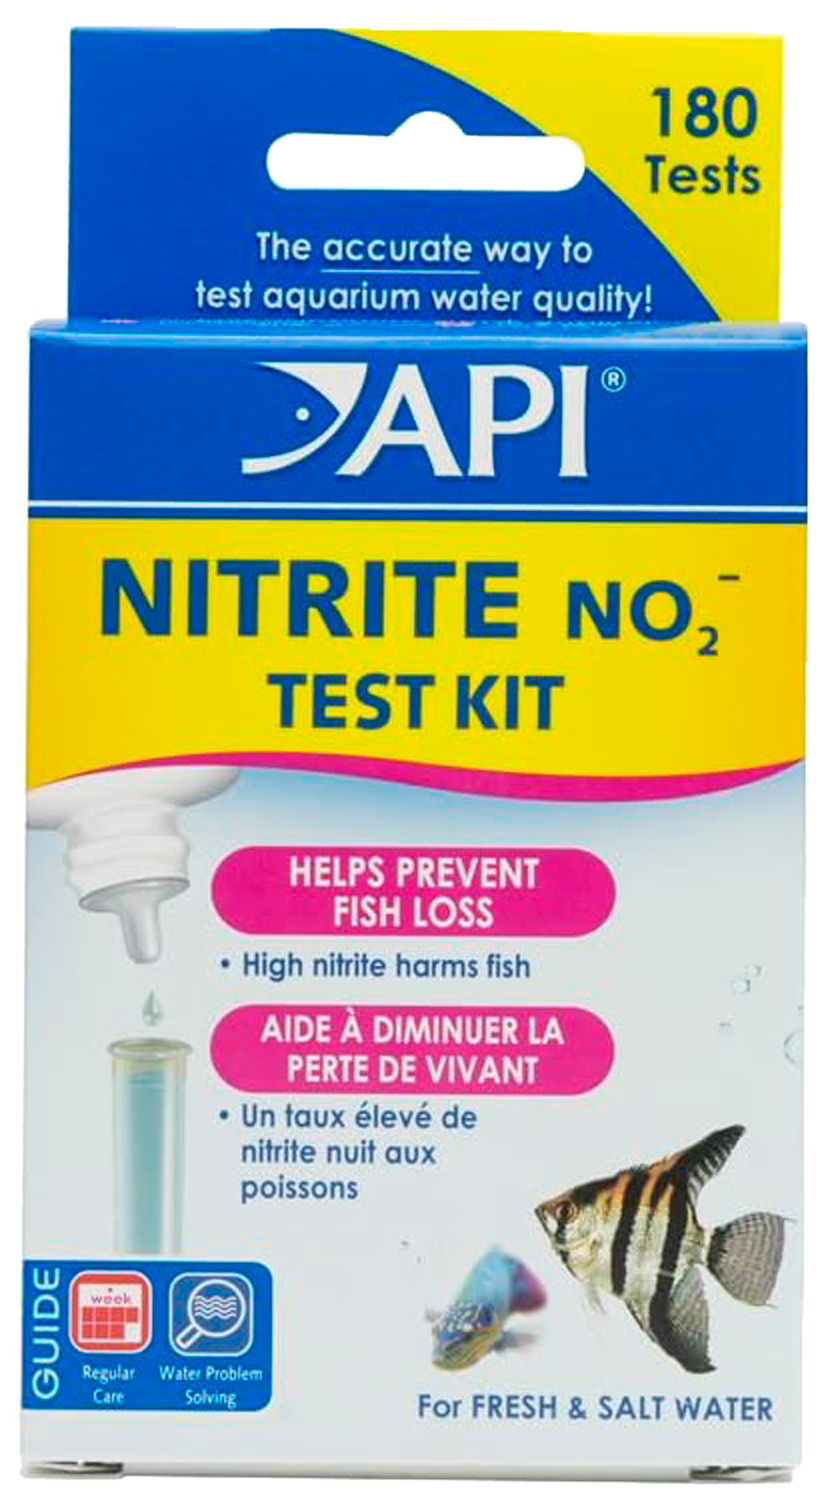 180
Tests
The accurate way to
test aquarium water quality!
API®
NITRITE NO₂⁻
TEST KIT
HELPS PREVENT
FISH LOSS
• High nitrite harms fish
AIDE À DIMINUER LA
PERTE DE VIVANT
• Un taux élevé de
nitrite nuit aux
poissons
GUIDE
week
Regular
Care
Water Problem
Solving
For FRESH & SALT WATER